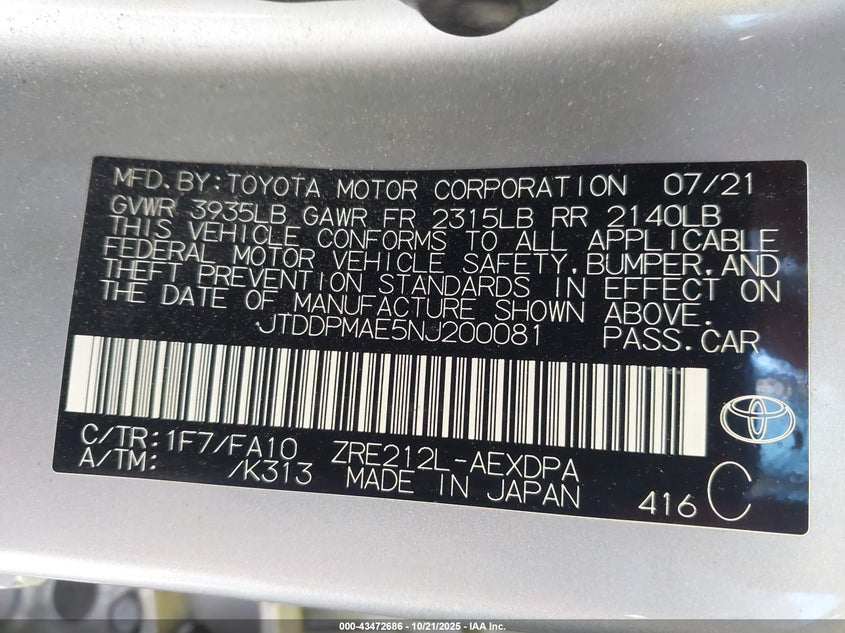 MFD.BY:TOYOTA MOTOR CORPORATION 07/21
GVWR 3935LB GAWR FR 2315LB RR 2140LB
THIS VEHICLE CONFORMS TO ALL APPLICABLE
FEDERAL MOTOR VEHICLE SAFETY,BUMPER,AND
THEFT PREVENTION STANDARDS IN EFFECT ON
THE DATE OF MANUFACTURE SHOWN ABOVE.
JTDDPMAE5NJ200081 PASS.CAR
C/TR:1F7/FA10 ZRE212L-AEXDPA
A/TM: /K313 MADE IN JAPAN 416 C
000-43472686 - 10/21/2025 - IAA Inc.